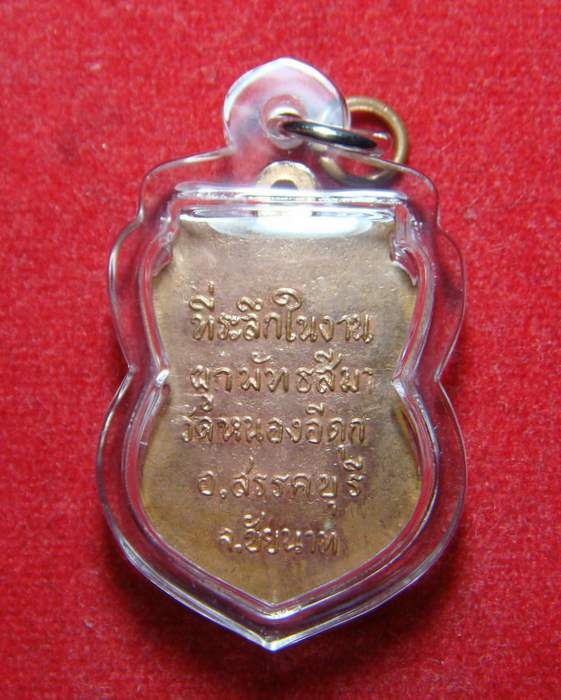 ที่ระลึกในงาน
ผูกพัทธสีมา
วัดหนองอีดุก
อ.สรรคบุรี
จ.ชัยนาท